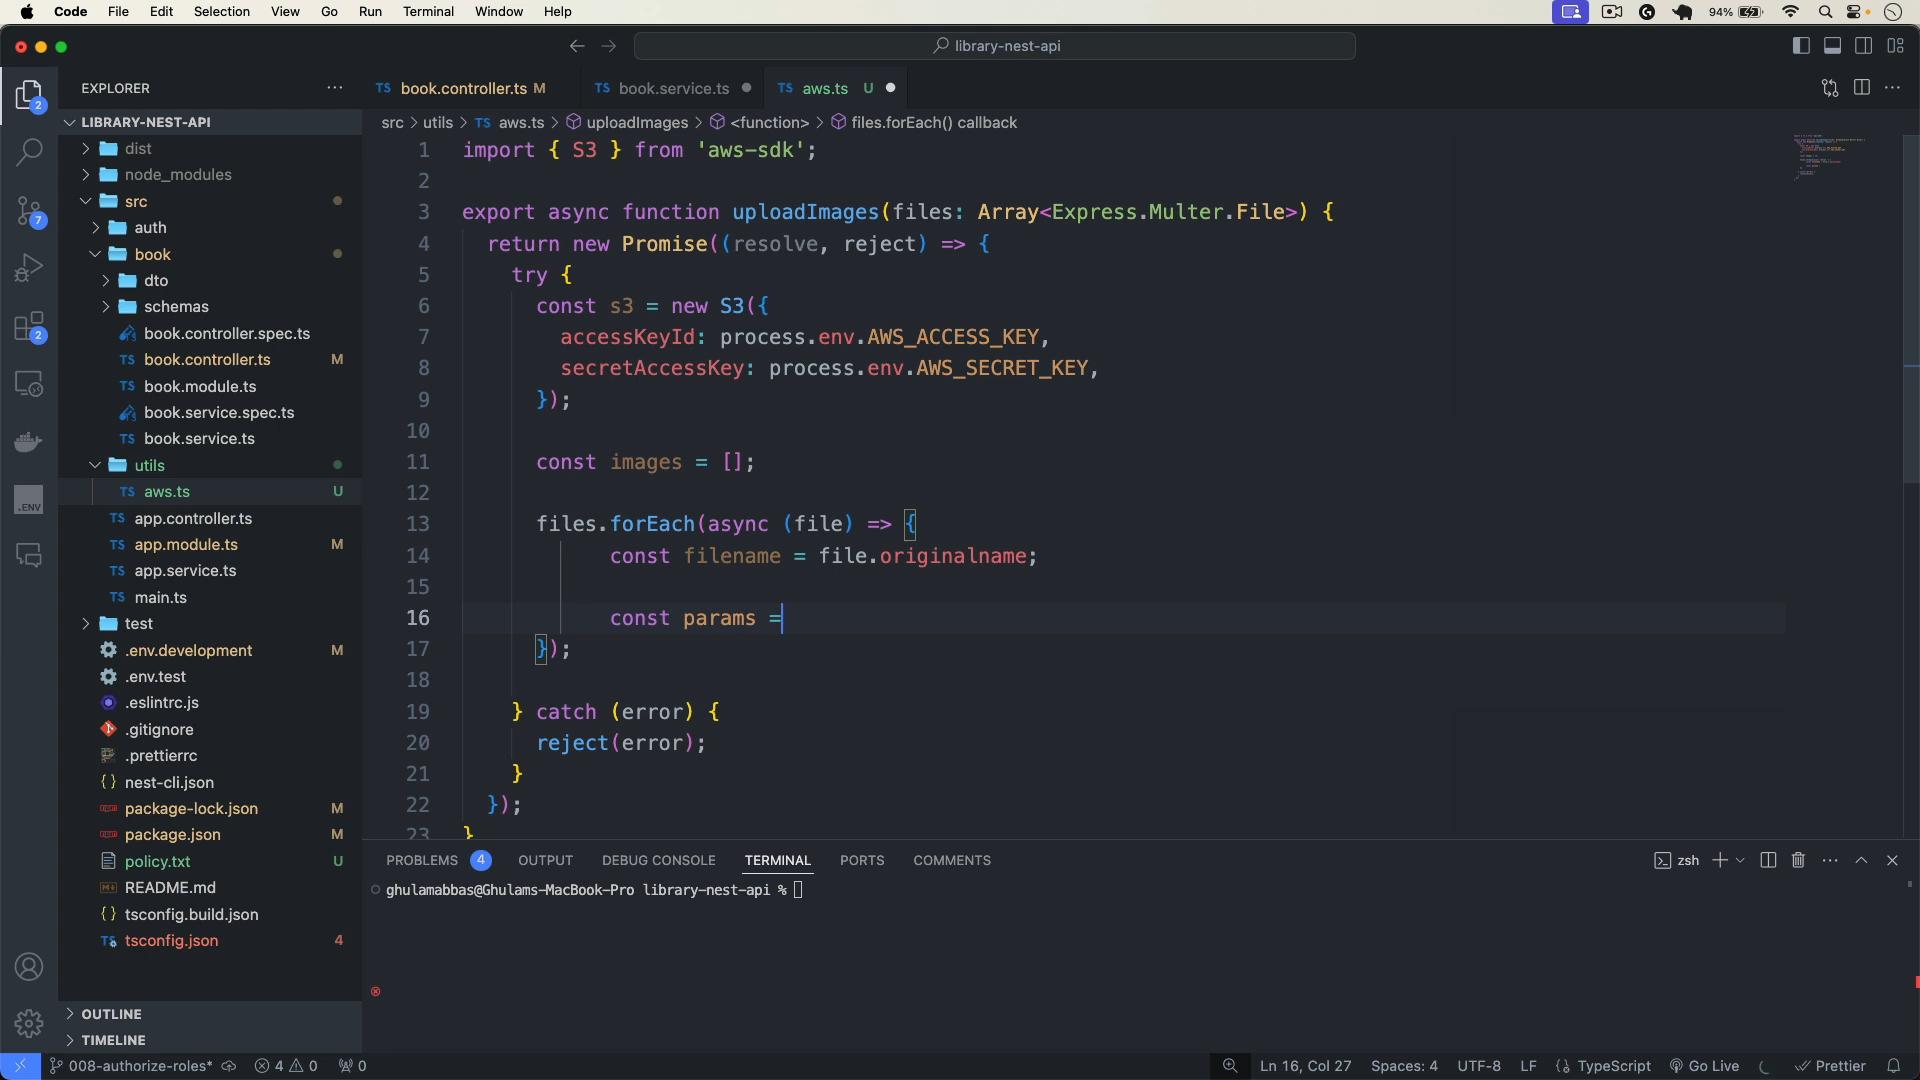 Code File Edit Selection View Go Run Terminal Window Help 94%
library-nest-api
EXPLORER
2
LIBRARY-NEST-API
dist
node_modules
src
7
auth
book
dto
schemas
book.controller.spec.ts
2
book.controller.ts M
book.module.ts
book.service.spec.ts
book.service.ts
utils
aws.ts U
.ENV
app.controller.ts
app.module.ts M
app.service.ts
main.ts
test
.env.development M
.env.test
.eslintrc.js
.gitignore
.prettierrc
nest-cli.json
package-lock.json M
package.json M
policy.txt U
README.md
tsconfig.build.json
tsconfig.json 4
OUTLINE
TIMELINE
TS book.controller.ts M TS book.service.ts TS aws.ts U
src > utils > TS aws.ts > uploadImages > <function> > files.forEach() callback
1 import { S3 } from 'aws-sdk';
2
3 export async function uploadImages(files: Array<Express.Multer.File>) {
4 return new Promise((resolve, reject) => {
5 try {
6 const s3 = new S3({
7 accessKeyId: process.env.AWS_ACCESS_KEY,
8 secretAccessKey: process.env.AWS_SECRET_KEY,
9 });
10
11 const images = [];
12
13 files.forEach(async (file) => {
14 const filename = file.originalname;
15
16 const params =
17 });
18
19 } catch (error) {
20 reject(error);
21 }
22 });
23 }
PROBLEMS 4 OUTPUT DEBUG CONSOLE TERMINAL PORTS COMMENTS zsh
ghulamabbas@Ghulams-MacBook-Pro library-nest-api %
008-authorize-roles* 4 0 0 Ln 16, Col 27 Spaces: 4 UTF-8 LF {} TypeScript Go Live Prettier